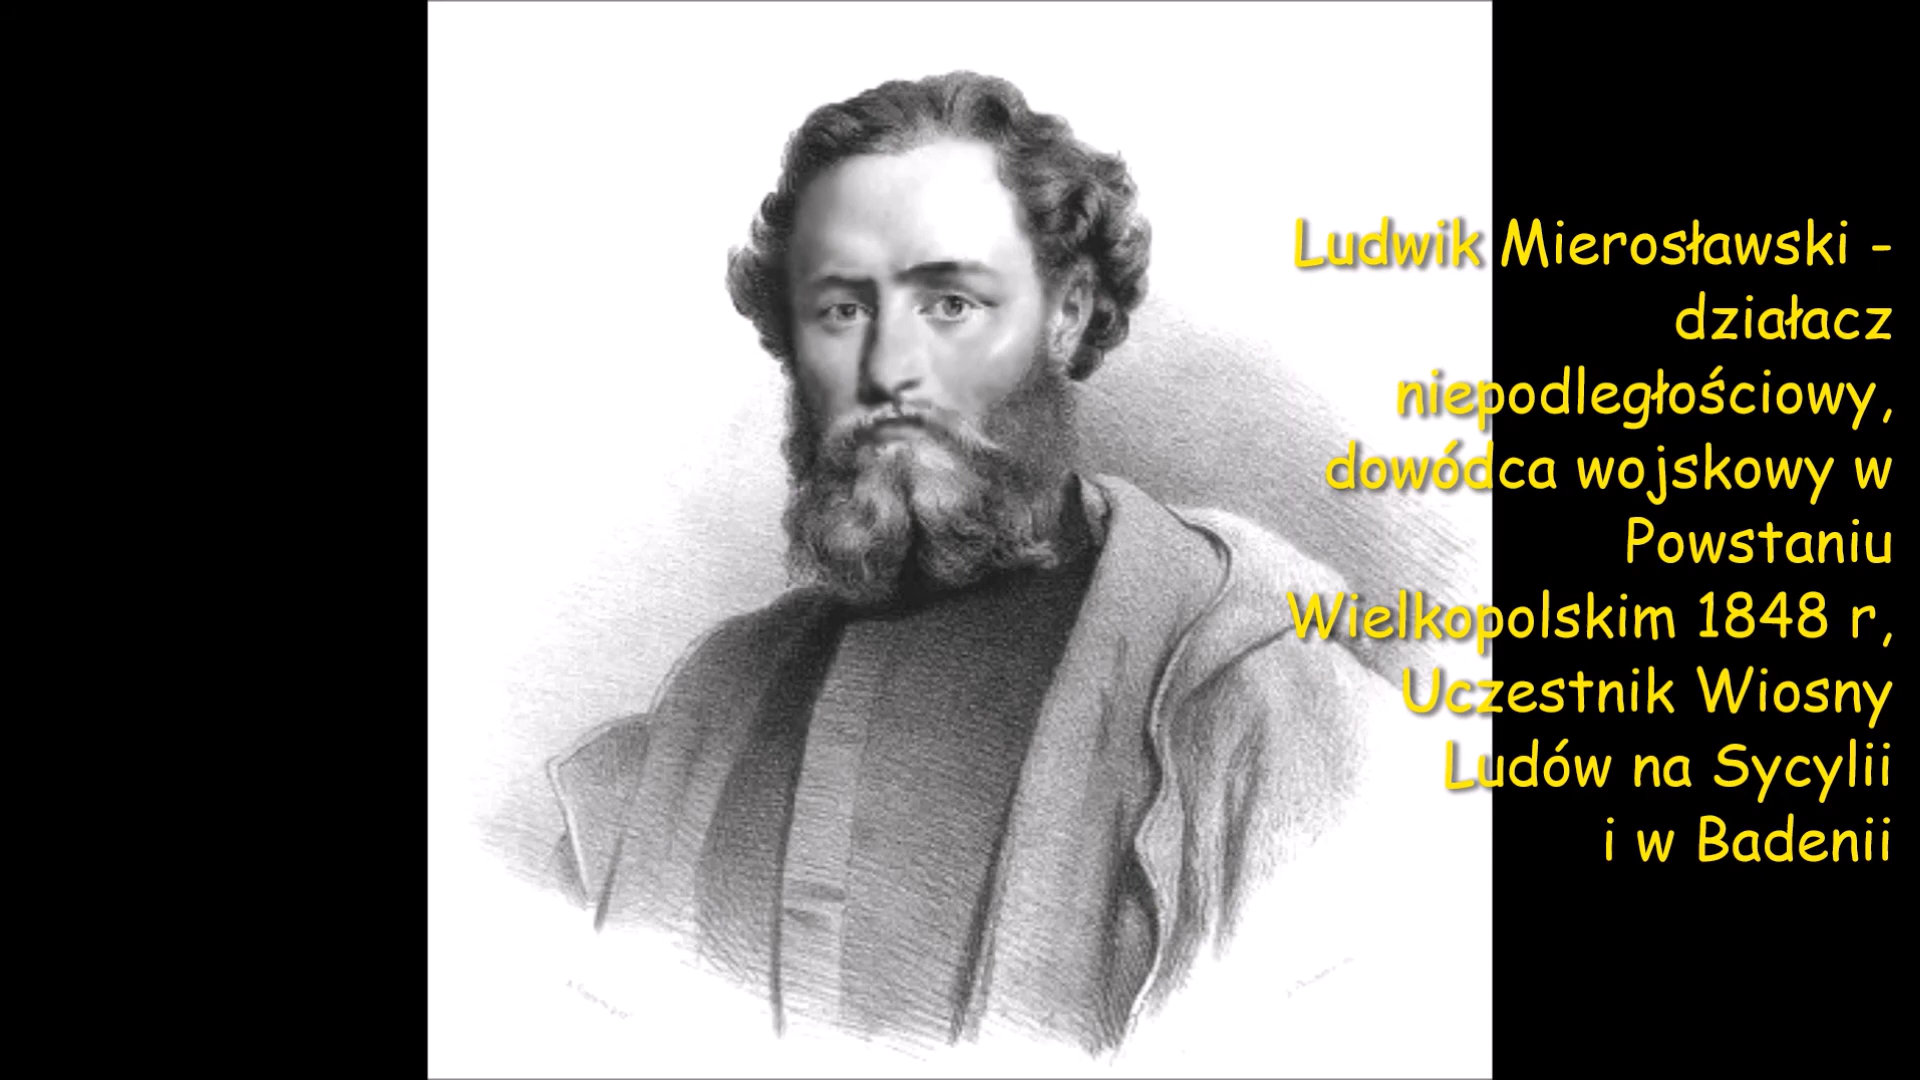 Ludwik Mierosławski -
działacz
niepodległościowy,
dowódca wojskowy w
Powstaniu
Wielkopolskim 1848 r,
Uczestnik Wiosny
Ludów na Sycylii
i w Badenii